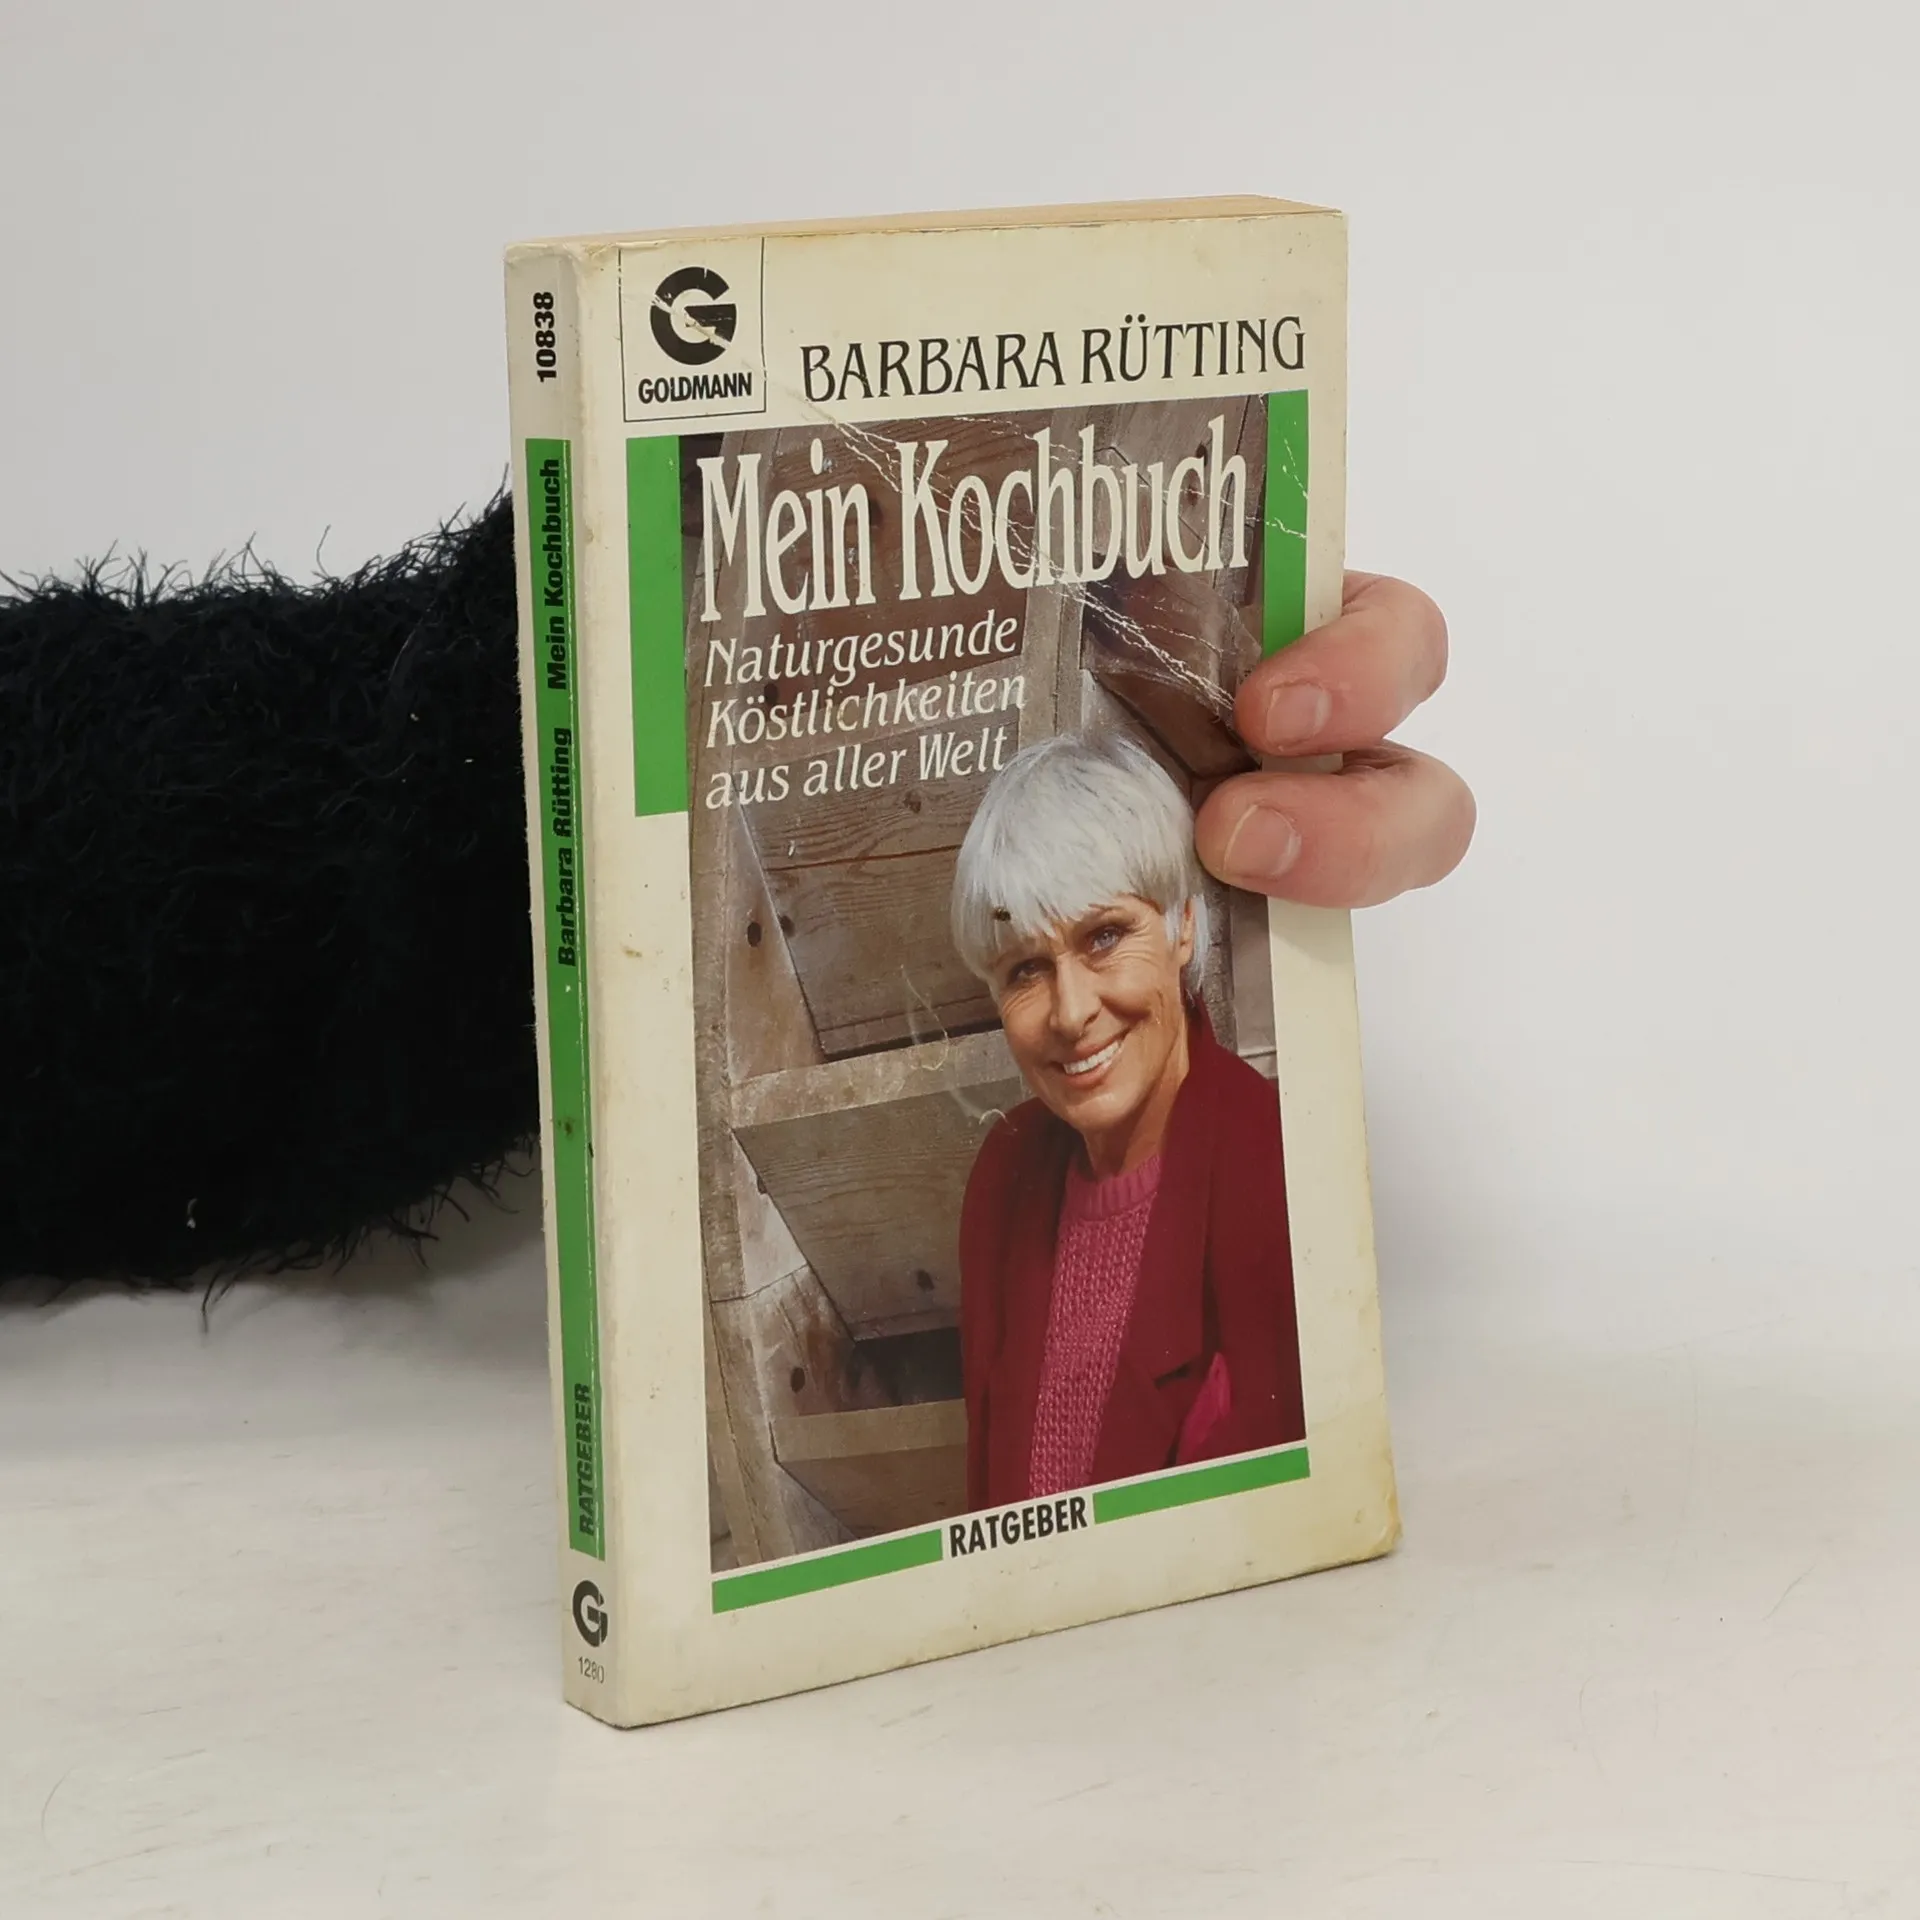 10838
Mein Kochbuch
Barbara Rütting
RATGEBER
G
1280
G
GOLDMANN
BARBARA RÜTTING
Mein Kochbuch
Naturgesunde
Köstlichkeiten
aus aller Welt
RATGEBER